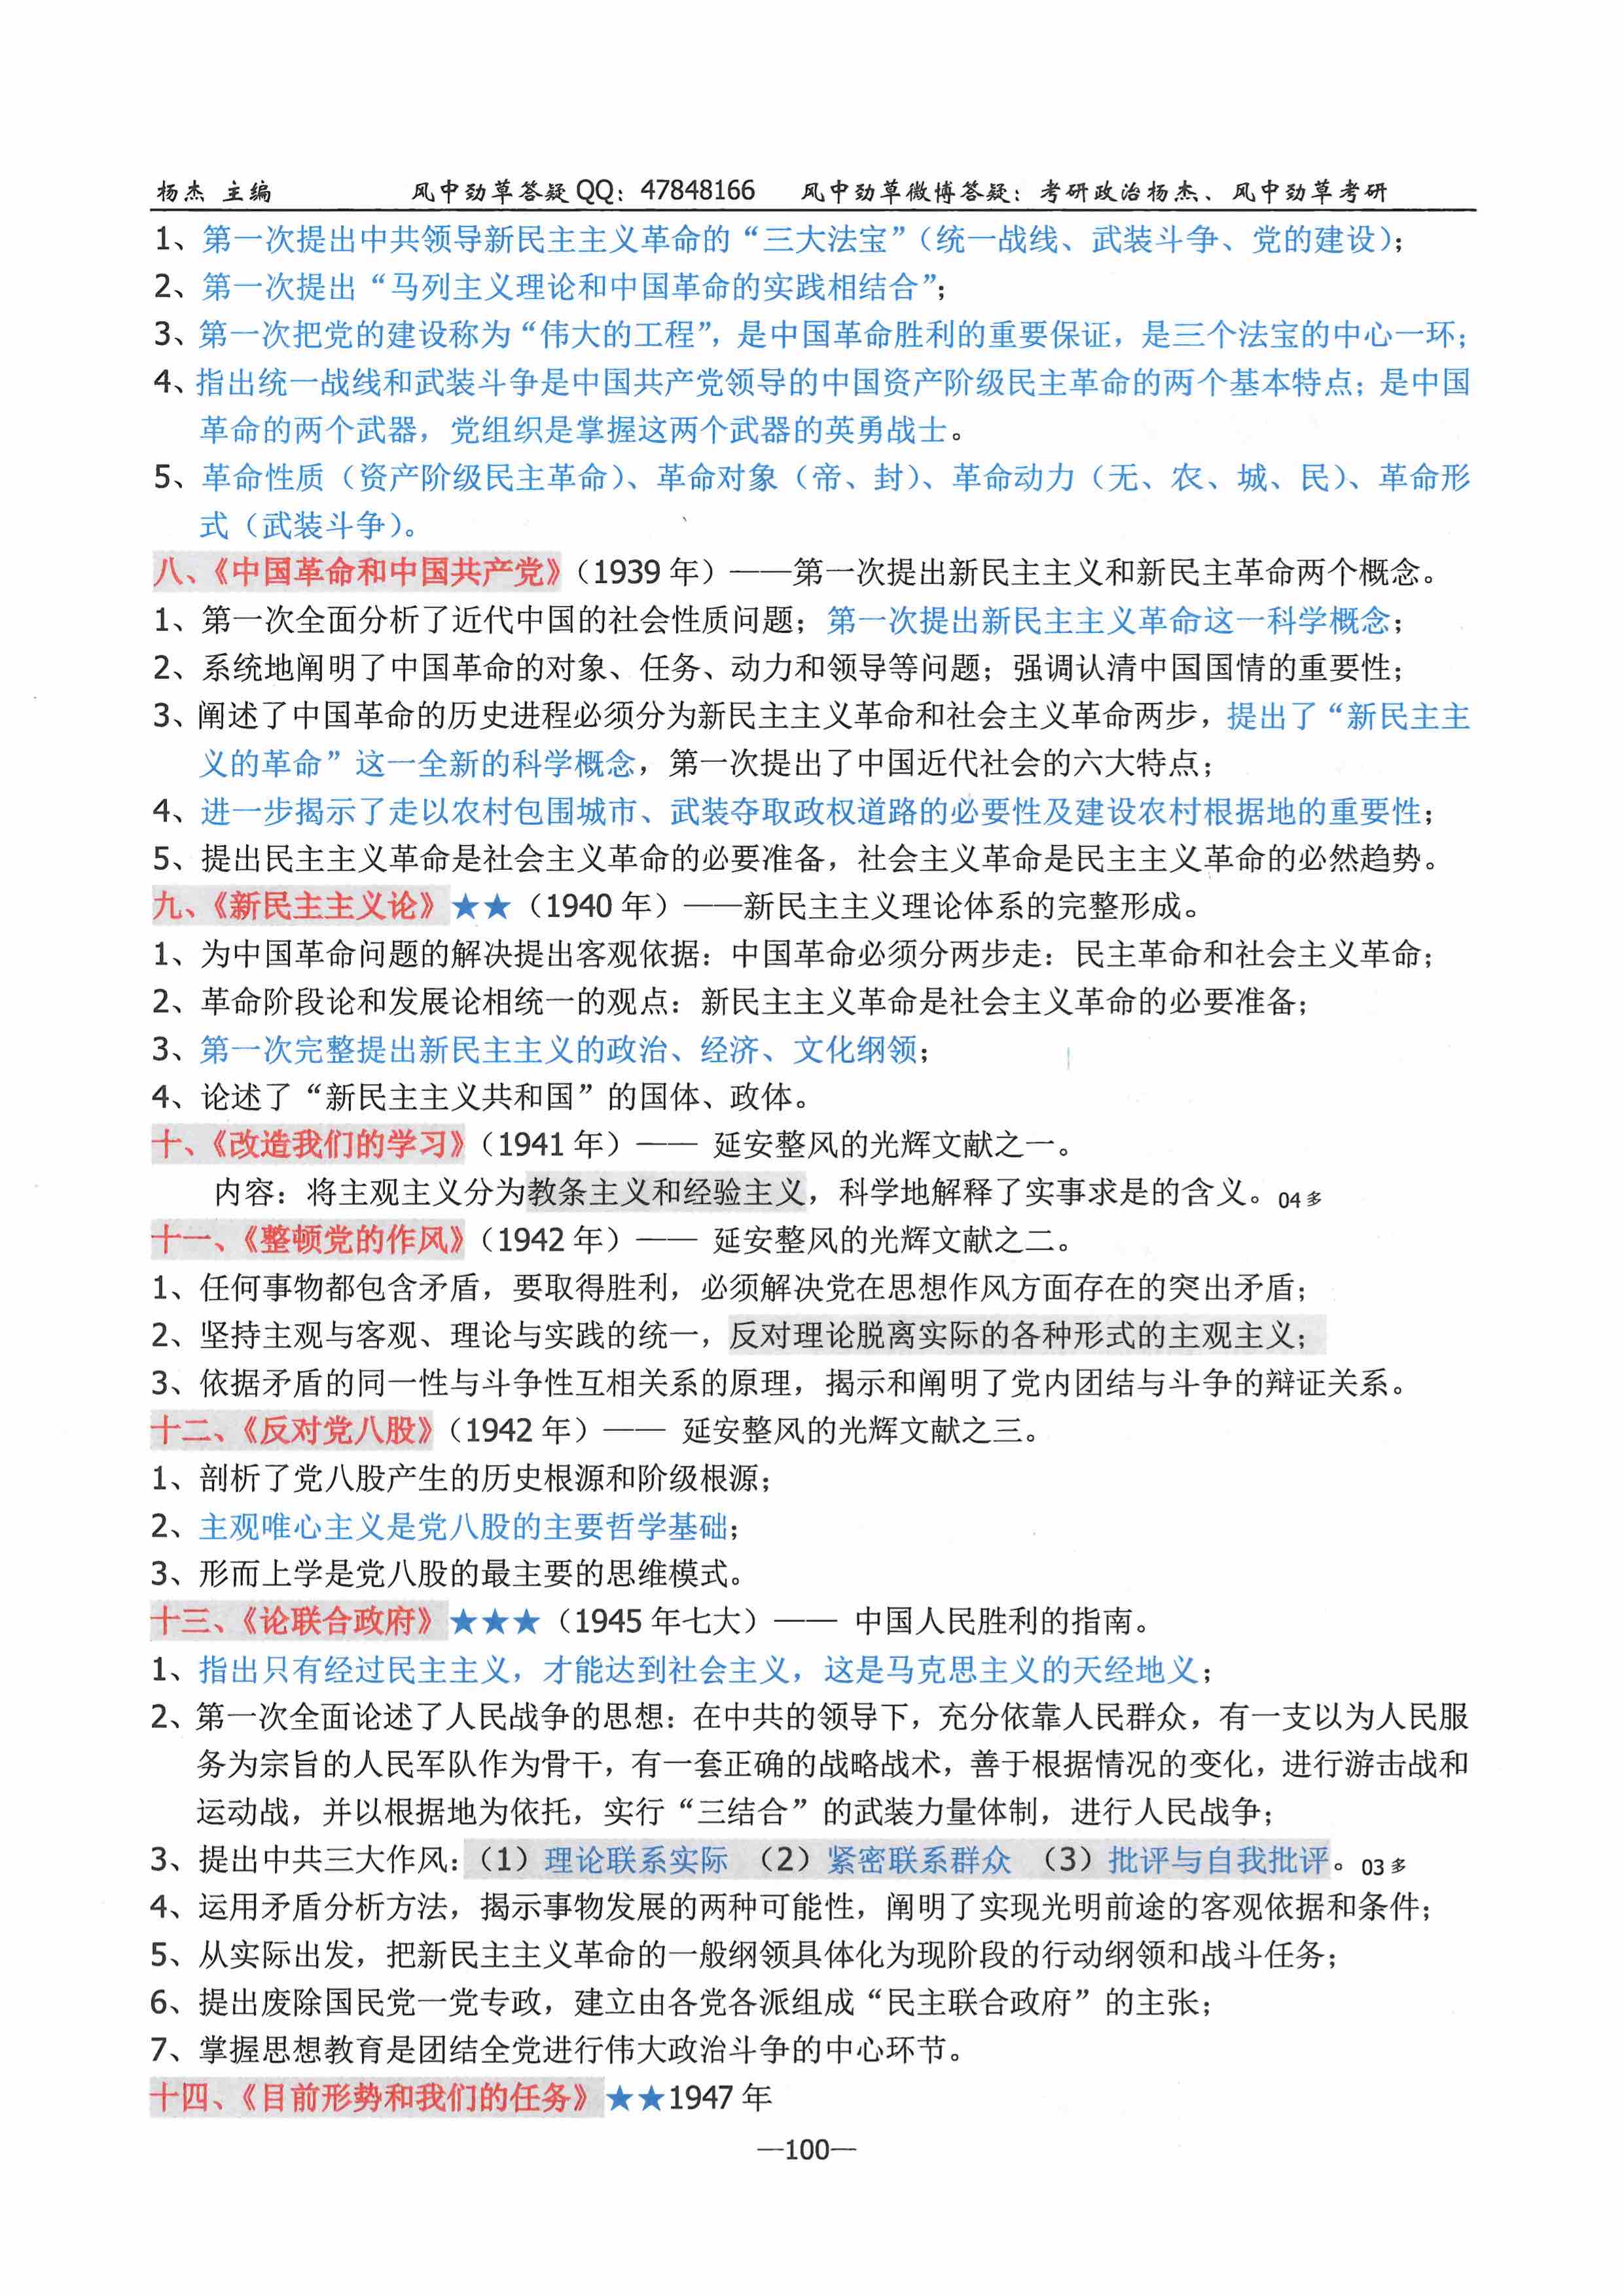 杨杰 主编 风中劲草答疑 QQ：47848166 风中劲草微博答疑：考研政治杨杰、风中劲草考研
1、第一次提出中共领导新民主主义革命的“三大法宝”（统一战线、武装斗争、党的建设）；
2、第一次提出“马列主义理论和中国革命的实践相结合”；
3、第一次把党的建设称为“伟大的工程”，是中国革命胜利的重要保证，是三个法宝的中心一环；
4、指出统一战线和武装斗争是中国共产党领导的中国资产阶级民主革命的两个基本特点；是中国
革命的两个武器，党组织是掌握这两个武器的英勇战士。
5、革命性质（资产阶级民主革命）、革命对象（帝、封）、革命动力（无、农、城、民）、革命形
式（武装斗争）。
八、《中国革命和中国共产党》（1939 年）——第一次提出新民主主义和新民主革命两个概念。
1、第一次全面分析了近代中国的社会性质问题；第一次提出新民主主义革命这一科学概念；
2、系统地阐明了中国革命的对象、任务、动力和领导等问题；强调认清中国国情的重要性；
3、阐述了中国革命的历史进程必须分为新民主主义革命和社会主义革命两步，提出了“新民主主
义的革命”这一全新的科学概念，第一次提出了中国近代社会的六大特点；
4、进一步揭示了走以农村包围城市、武装夺取政权道路的必要性及建设农村根据地的重要性；
5、提出民主主义革命是社会主义革命的必要准备，社会主义革命是民主主义革命的必然趋势。
九、《新民主主义论》★★（1940 年）——新民主主义理论体系的完整形成。
1、为中国革命问题的解决提出客观依据：中国革命必须分两步走：民主革命和社会主义革命；
2、革命阶段论和发展论相统一的观点：新民主主义革命是社会主义革命的必要准备；
3、第一次完整提出新民主主义的政治、经济、文化纲领；
4、论述了“新民主主义共和国”的国体、政体。
十、《改造我们的学习》（1941 年）—— 延安整风的光辉文献之一。
内容：将主观主义分为教条主义和经验主义，科学地解释了实事求是的含义。04 多
十一、《整顿党的作风》（1942 年）—— 延安整风的光辉文献之二。
1、任何事物都包含矛盾，要取得胜利，必须解决党在思想作风方面存在的突出矛盾；
2、坚持主观与客观、理论与实践的统一，反对理论脱离实际的各种形式的主观主义；
3、依据矛盾的同一性与斗争性互相关系的原理，揭示和阐明了党内团结与斗争的辩证关系。
十二、《反对党八股》（1942 年）—— 延安整风的光辉文献之三。
1、剖析了党八股产生的历史根源和阶级根源；
2、主观唯心主义是党八股的主要哲学基础；
3、形而上学是党八股的最主要的思维模式。
十三、《论联合政府》★★★（1945 年七大）—— 中国人民胜利的指南。
1、指出只有经过民主主义，才能达到社会主义，这是马克思主义的天经地义；
2、第一次全面论述了人民战争的思想：在中共的领导下，充分依靠人民群众，有一支以为人民服
务为宗旨的人民军队作为骨干，有一套正确的战略战术，善于根据情况的变化，进行游击战和
运动战，并以根据地为依托，实行“三结合”的武装力量体制，进行人民战争；
3、提出中共三大作风：（1）理论联系实际 （2）紧密联系群众 （3）批评与自我批评。03 多
4、运用矛盾分析方法，揭示事物发展的两种可能性，阐明了实现光明前途的客观依据和条件；
5、从实际出发，把新民主主义革命的一般纲领具体化为现阶段的行动纲领和战斗任务；
6、提出废除国民党一党专政，建立由各党各派组成“民主联合政府”的主张；
7、掌握思想教育是团结全党进行伟大政治斗争的中心环节。
十四、《目前形势和我们的任务》★★1947 年
—100—